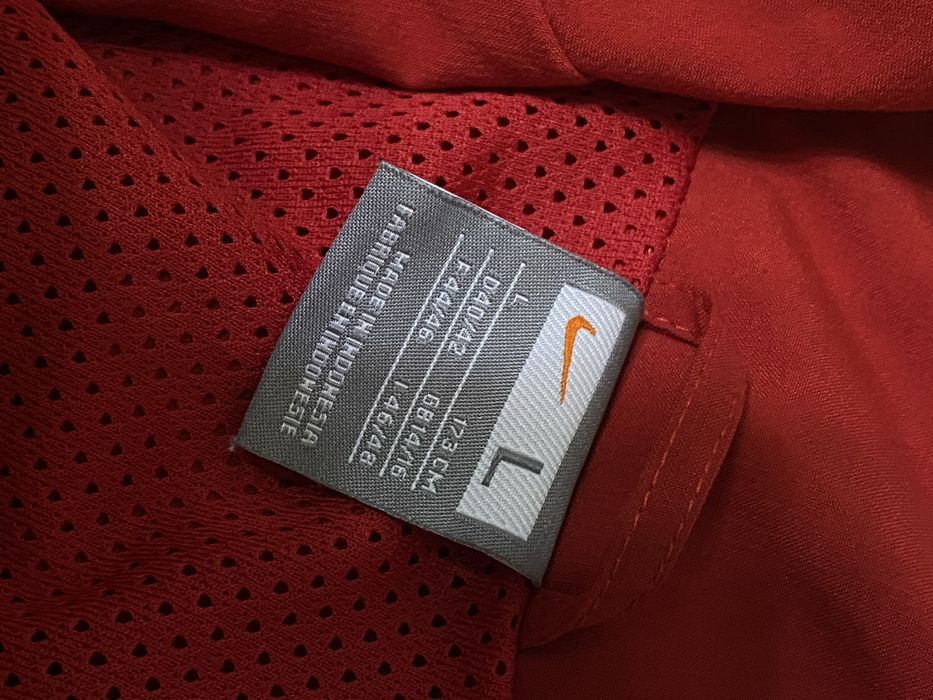 L
L 173 CM
D40/42 GB14/16
F44/46 I 46/48
MADE IN INDONESIA
FABRIQUE EN INDONESIE